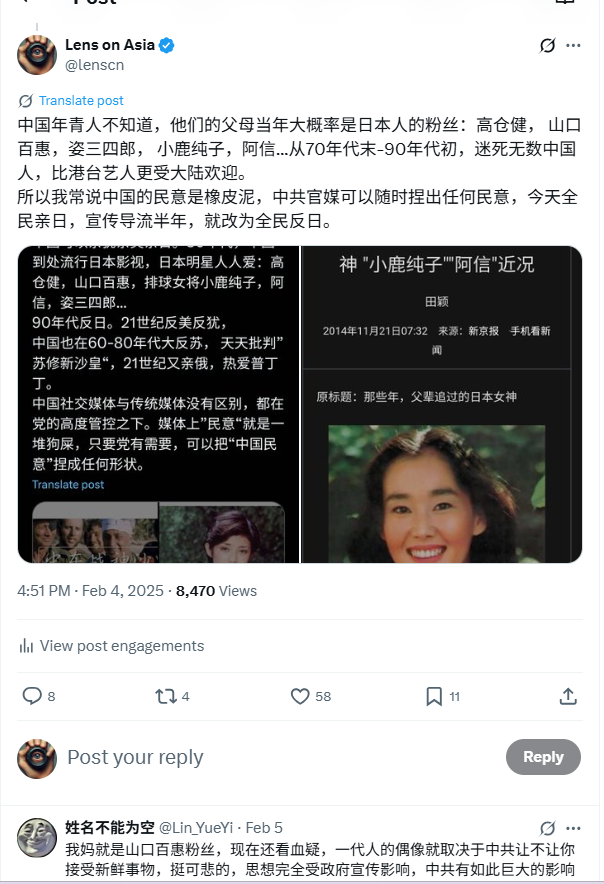 Post
Lens on Asia
@lenscn
Translate post
中国年青人不知道，他们的父母当年大概率是日本人的粉丝：高仓健， 山口
百惠，姿三四郎， 小鹿纯子，阿信...从70年代末-90年代初，迷死无数中国
人，比港台艺人更受大陆欢迎。
所以我常说中国的民意是橡皮泥，中共官媒可以随时捏出任何民意，今天全
民亲日，宣传导流半年，就改为全民反日。
到处流行日本影视，日本明星人人爱：高
仓健，山口百惠，排球女将小鹿纯子，阿
信，姿三四郎...
90年代反日。21世纪反美反犹，
中国也在60-80年代大反苏， 天天批判”
苏修新沙皇“，21世纪又亲俄，热爱普丁
丁。
中国社交媒体与传统媒体没有区别，都在
党的高度管控之下。媒体上”民意“就是一
堆狗屎，只要党有需要，可以把“中国民
意”捏成任何形状。
Translate post
神 "小鹿纯子""阿信"近况
田颖
2014年11月21日07:32 来源：新京报 手机看新
闻
原标题：那些年，父辈追过的日本女神
4:51 PM · Feb 4, 2025 · 8,470 Views
View post engagements
8 4 58 11
Post your reply
Reply
姓名不能为空 @Lin_YueYi · Feb 5
我妈就是山口百惠粉丝，现在还看血疑，一代人的偶像就取决于中共让不让你
接受新鲜事物，挺可悲的，思想完全受政府宣传影响，中共有如此巨大的影响